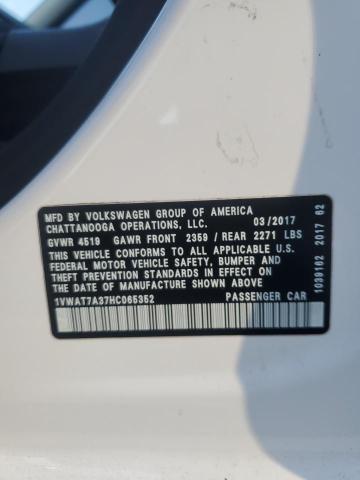 MFD BY VOLKSWAGEN GROUP OF AMERICA
CHATTANOOGA OPERATIONS, LLC. 03/2017
GVWR 4519 GAWR FRONT 2359 / REAR 2271 LBS
THIS VEHICLE CONFORMS TO ALL APPLICABLE U.S.
FEDERAL MOTOR VEHICLE SAFETY, BUMPER AND
THEFT PREVENTION STANDARDS IN EFFECT ON THE
DATE OF MANUFACTURE SHOWN ABOVE.
1VWAT7A37HC065352 PASSENGER CAR
1039162 2017 62